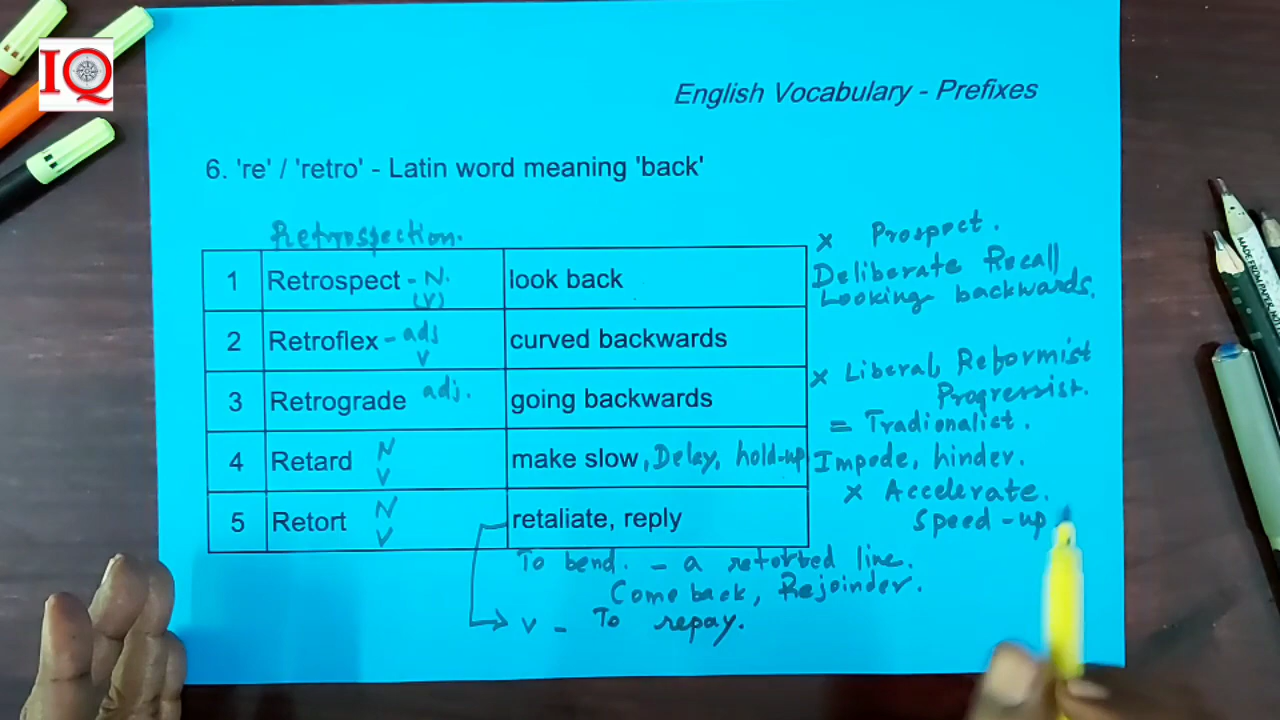 IQ
English Vocabulary - Prefixes
6. 're' / 'retro' - Latin word meaning 'back'
Retrospection.
x Prospect.
1 Retrospect - N. (V) look back
Deliberate Recall
Looking backwards.
2 Retroflex - adj V curved backwards
x Liberal, Reformist
Progressist.
3 Retrograde adj. going backwards
= Tradionalist.
4 Retard N V make slow, Delay, hold-up
Impede, hinder.
x Accelerate.
Speed-up
5 Retort N V retaliate, reply
To bend. - a retorted line.
Come back, Rejoinder.
V - To repay.
MADE FROM PAPER